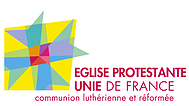 EGLISE PROTESTANTE
UNIE DE FRANCE
communion luthérienne et réformée